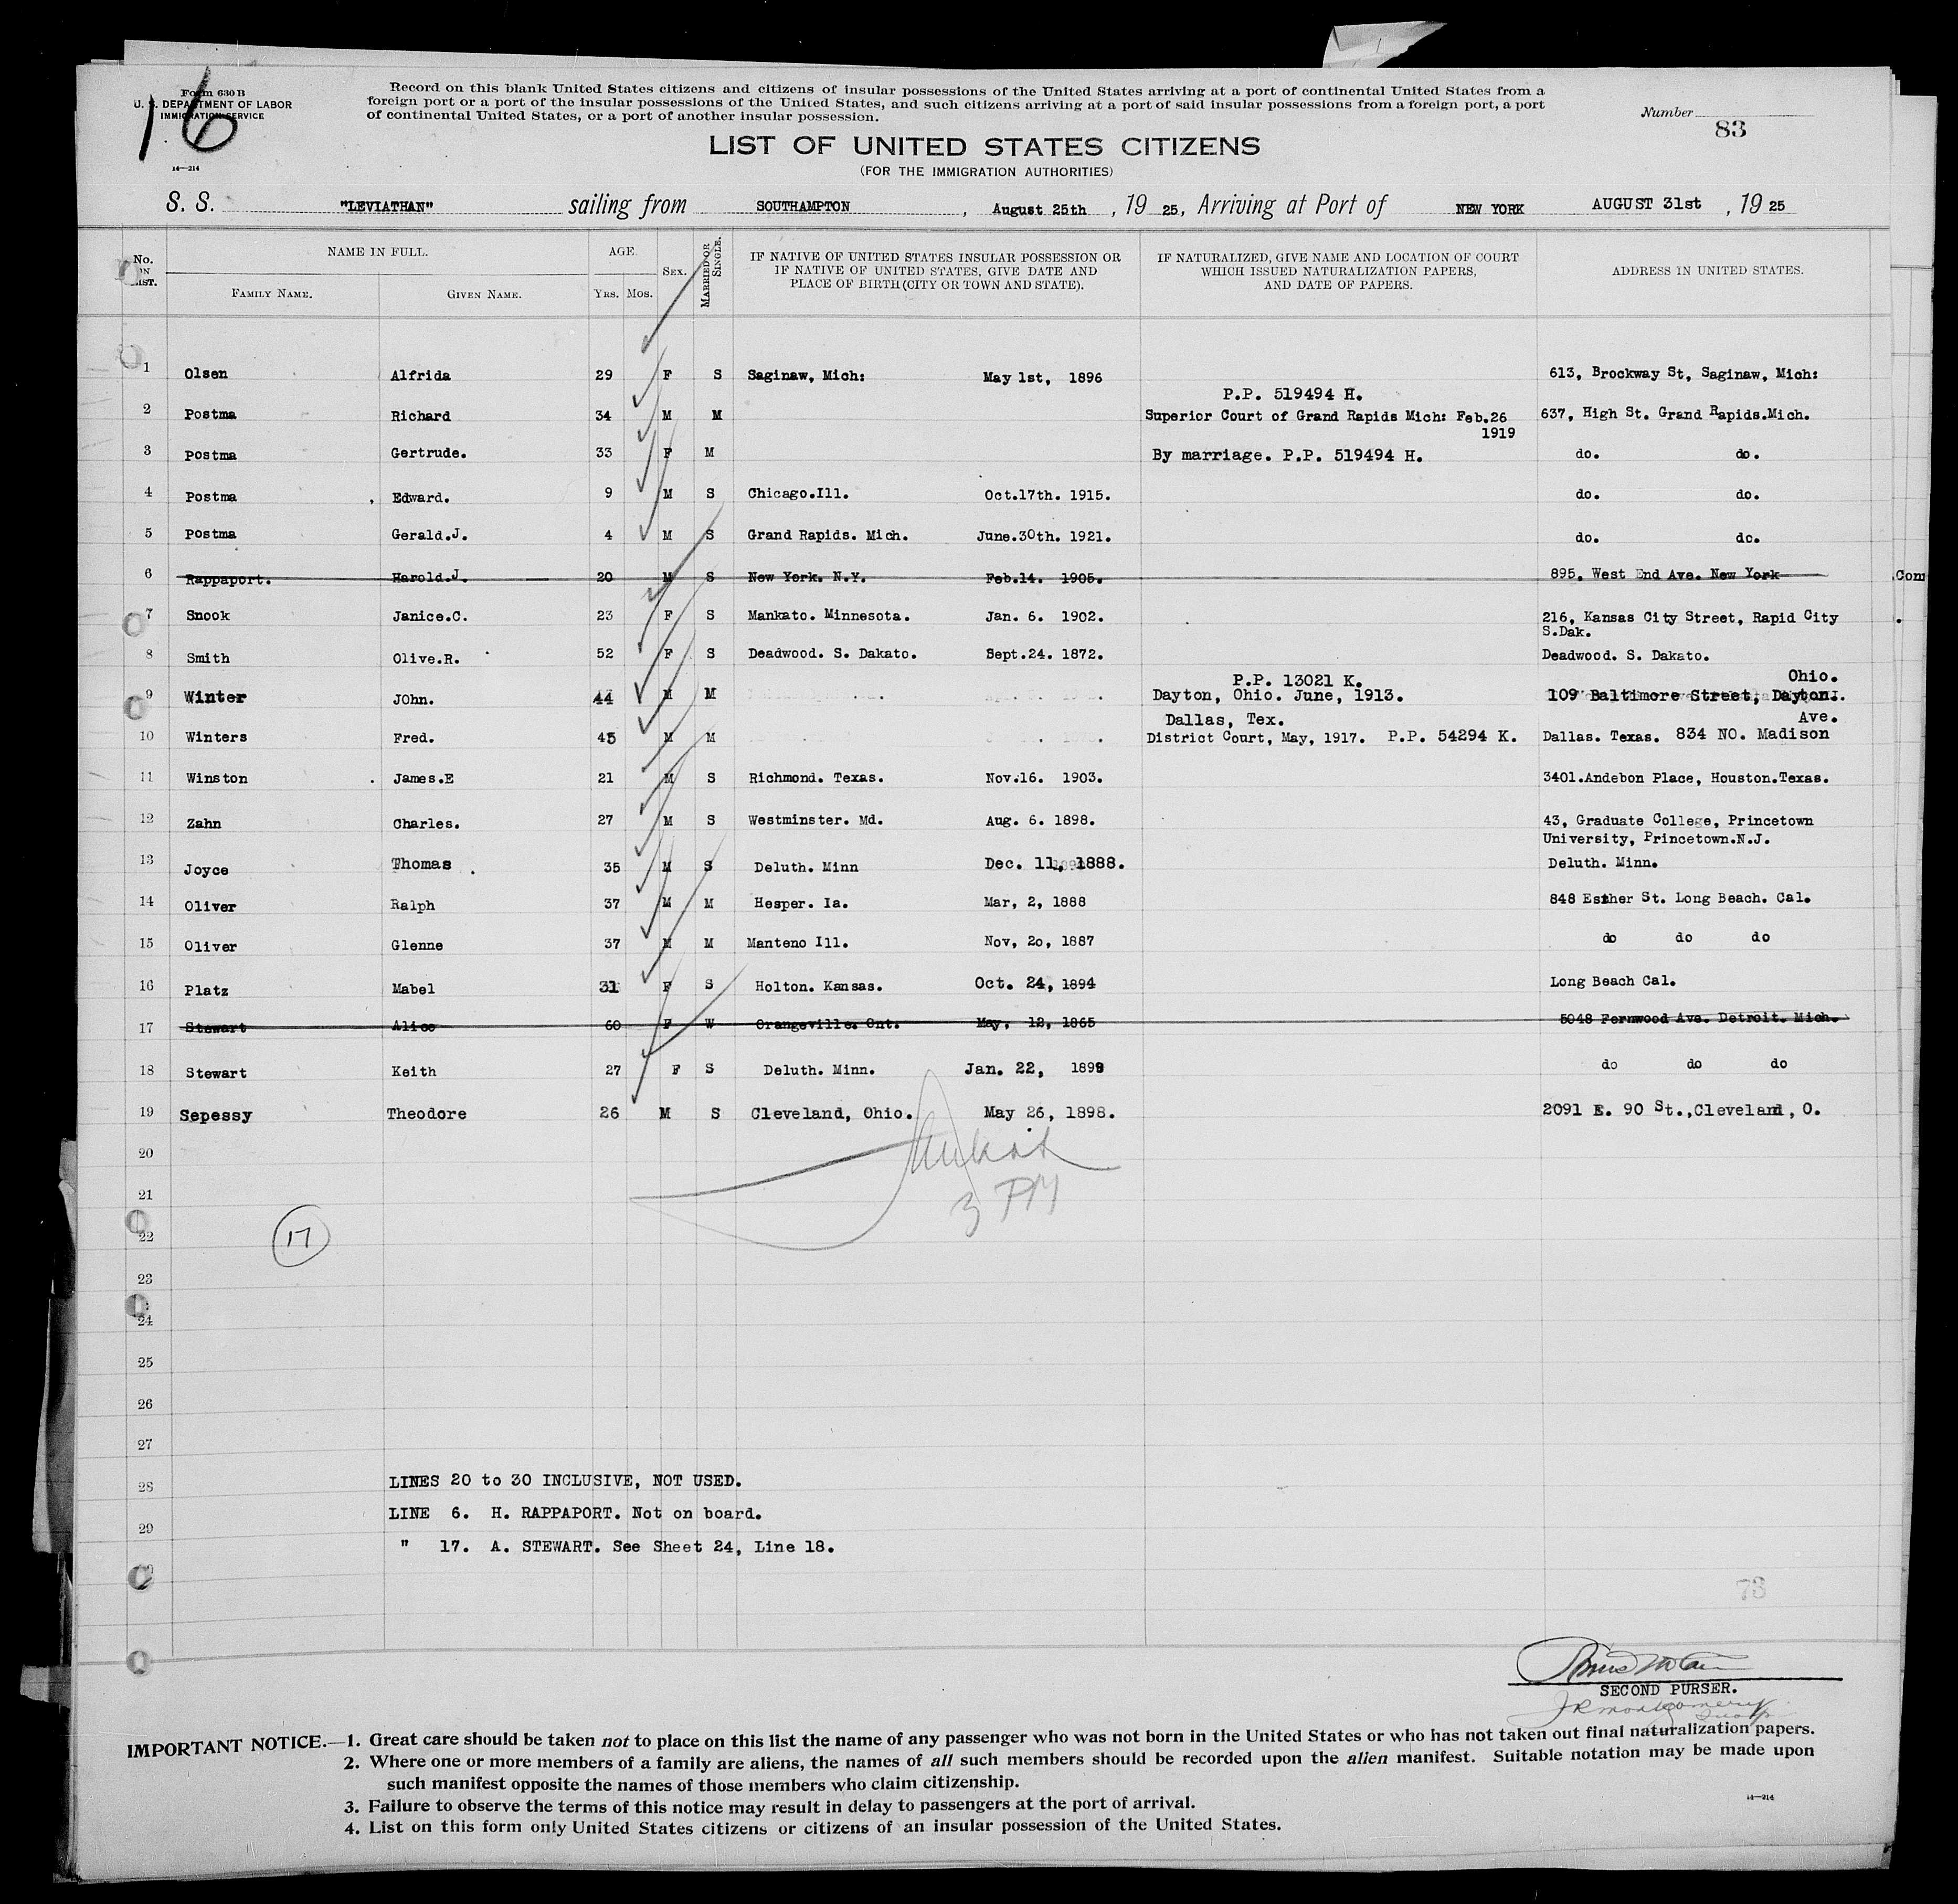 16
Form 630 B
U. S. DEPARTMENT OF LABOR
IMMIGRATION SERVICE
14—214
Record on this blank United States citizens and citizens of insular possessions of the United States arriving at a port of continental United States from a
foreign port or a port of the insular possessions of the United States, and such citizens arriving at a port of said insular possessions from a foreign port, a port
of continental United States, or a port of another insular possession.
Number
83
LIST OF UNITED STATES CITIZENS
(FOR THE IMMIGRATION AUTHORITIES)
S. S. "LEVIATHAN" sailing from SOUTHAMPTON, August 25th, 19 25, Arriving at Port of NEW YORK AUGUST 31st, 19 25
No. IN LIST. NAME IN FULL. AGE. SEX. MARRIED OR SINGLE. IF NATIVE OF UNITED STATES INSULAR POSSESSION OR IF NATIVE OF UNITED STATES, GIVE DATE AND PLACE OF BIRTH (CITY OR TOWN AND STATE). IF NATURALIZED, GIVE NAME AND LOCATION OF COURT WHICH ISSUED NATURALIZATION PAPERS, AND DATE OF PAPERS. ADDRESS IN UNITED STATES.
FAMILY NAME. GIVEN NAME. YRS. MOS.
1 Olsen Alfrida 29 F S Saginaw, Mich: May 1st, 1896 613, Brockway St, Saginaw, Mich:
P.P. 519494 H.
2 Postma Richard 34 M M Superior Court of Grand Rapids Mich: Feb.26 637, High St. Grand Rapids.Mich.
1919
3 Postma Gertrude. 33 F M By marriage. P.P. 519494 H. do. do.
4 Postma , Edward. 9 M S Chicago.Ill. Oct.17th. 1915. do. do.
5 Postma Gerald.J. 4 M S Grand Rapids. Mich. June.30th. 1921. do. do.
6 Rappaport. Harold.J. 20 M S New York. N.Y. Feb.14. 1905. 895. West End Ave. New York Com
7 Snook Janice.C. 23 F S Mankato. Minnesota. Jan. 6. 1902. 216, Kansas City Street, Rapid City
S.Dak.
8 Smith Olive.R. 52 F S Deadwood. S. Dakato. Sept.24. 1872. Deadwood. S. Dakato.
P.P. 13021 K. Ohio.
9 Winter JOhn. 44 M M Dayton, Ohio. June, 1913. 109 Baltimore Street, Dayton.
Dallas, Tex. Ave.
10 Winters Fred. 45 M M District Court, May, 1917. P.P. 54294 K. Dallas. Texas. 834 NO. Madison
11 Winston . James.E 21 M S Richmond. Texas. Nov.16. 1903. 3401.Andebon Place, Houston.Texas.
12 Zahn Charles. 27 M S Westminster. Md. Aug. 6. 1898. 43, Graduate College, Princetown
University, Princetown.N.J.
13 Joyce Thomas . 35 M S Deluth. Minn Dec. 11, 1888. Deluth. Minn.
14 Oliver Ralph 37 M M Hesper. Ia. Mar, 2, 1888 848 Esther St. Long Beach. Cal.
15 Oliver Glenne 37 M M Manteno Ill. Nov, 2o, 1887 do do do
16 Platz Mabel 31 F S Holton. Kansas. Oct. 24, 1894 Long Beach Cal.
17 Stewart Alice 60 F W Orangeville. Ont. May, 12, 1865 5048 Fernwood Ave. Detroit. Mich.
18 Stewart Keith 27 F S Deluth. Minn. Jan. 22, 1898 do do do
19 Sepessy Theodore 26 M S Cleveland, Ohio. May 26, 1898. 2091 E. 90 St.,Cleveland, O.
20
3 PM
21
17
22
23
24
25
26
27
28 LINES 20 to 30 INCLUSIVE, NOT USED.
LINE 6. H. RAPPAPORT. Not on board.
29
" 17. A. STEWART. See Sheet 24, Line 18.
73
SECOND PURSER.
J R Montgomery
IMPORTANT NOTICE.—1. Great care should be taken not to place on this list the name of any passenger who was not born in the United States or who has not taken out final naturalization papers.
2. Where one or more members of a family are aliens, the names of all such members should be recorded upon the alien manifest. Suitable notation may be made upon
such manifest opposite the names of those members who claim citizenship.
3. Failure to observe the terms of this notice may result in delay to passengers at the port of arrival.
14—214
4. List on this form only United States citizens or citizens of an insular possession of the United States.